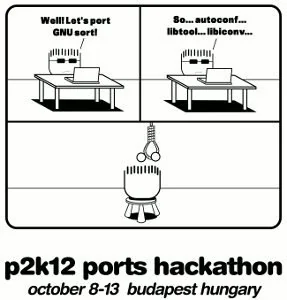 Well! Let's port
GNU sort!
So... autoconf...
libtool... libiconv...
p2k12 ports hackathon
october 8-13 budapest hungary